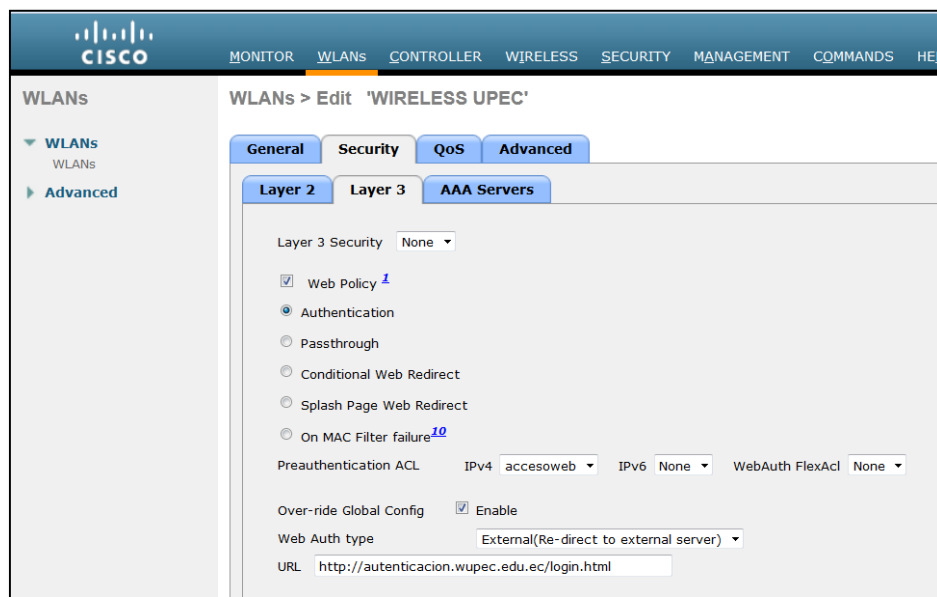 CISCO
MONITOR WLANs CONTROLLER WIRELESS SECURITY MANAGEMENT COMMANDS HE
WLANs
WLANs > Edit 'WIRELESS UPEC'
WLANs
WLANs
Advanced
General Security QoS Advanced
Layer 2 Layer 3 AAA Servers
Layer 3 Security None
Web Policy 1
Authentication
Passthrough
Conditional Web Redirect
Splash Page Web Redirect
On MAC Filter failure10
Preauthentication ACL IPv4 accesoweb IPv6 None WebAuth FlexAcl None
Over-ride Global Config Enable
Web Auth type External(Re-direct to external server)
URL http://autenticacion.wupec.edu.ec/login.html